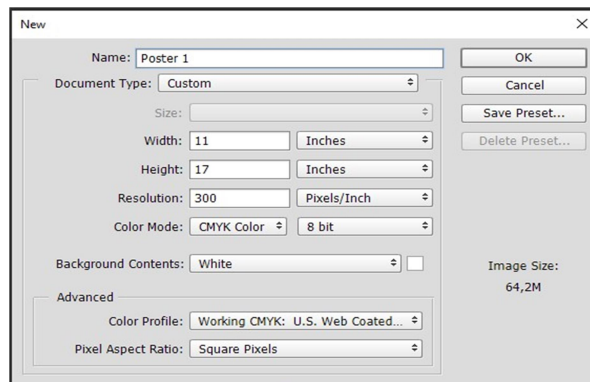 New
Name: Poster 1
OK
Document Type: Custom
Cancel
Size:
Save Preset...
Width: 11 Inches
Delete Preset...
Height: 17 Inches
Resolution: 300 Pixels/Inch
Color Mode: CMYK Color 8 bit
Background Contents: White
Image Size:
64,2M
Advanced
Color Profile: Working CMYK: U.S. Web Coated...
Pixel Aspect Ratio: Square Pixels